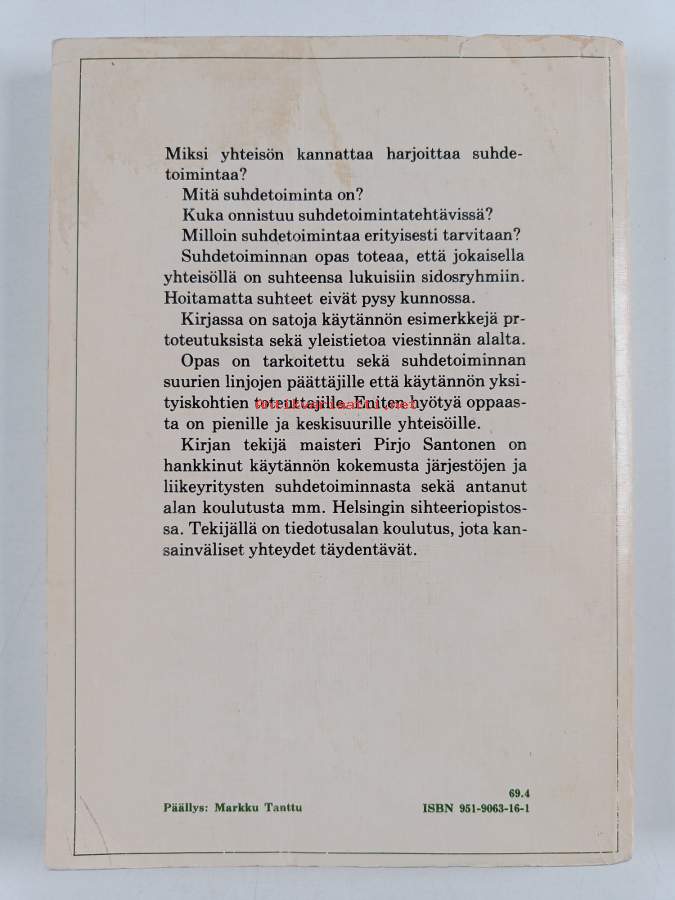 Miksi yhteisön kannattaa harjoittaa suhde-
toimintaa?
Mitä suhdetoiminta on?
Kuka onnistuu suhdetoimintatehtävissä?
Milloin suhdetoimintaa erityisesti tarvitaan?
Suhdetoiminnan opas toteaa, että jokaisella
yhteisöllä on suhteensa lukuisiin sidosryhmiin.
Hoitamatta suhteet eivät pysy kunnossa.
Kirjassa on satoja käytännön esimerkkejä pr-
toteutuksista sekä yleistietoa viestinnän alalta.
Opas on tarkoitettu sekä suhdetoiminnan
suurien linjojen päättäjille että käytännön yksi-
tyiskohtien toteuttajille. Eniten hyötyä oppaas-
antikvariaatti.net
ta on pienille ja keskisuurille yhteisöille.
Kirjan tekijä maisteri Pirjo Santonen on
hankkinut käytännön kokemusta järjestöjen ja
liikeyritysten suhdetoiminnasta sekä antanut
alan koulutusta mm. Helsingin sihteeriopistos-
sa. Tekijällä on tiedotusalan koulutus, jota kan-
sainväliset yhteydet täydentävät.
69.4
Päällys: Markku Tanttu
ISBN 951-9063-16-1